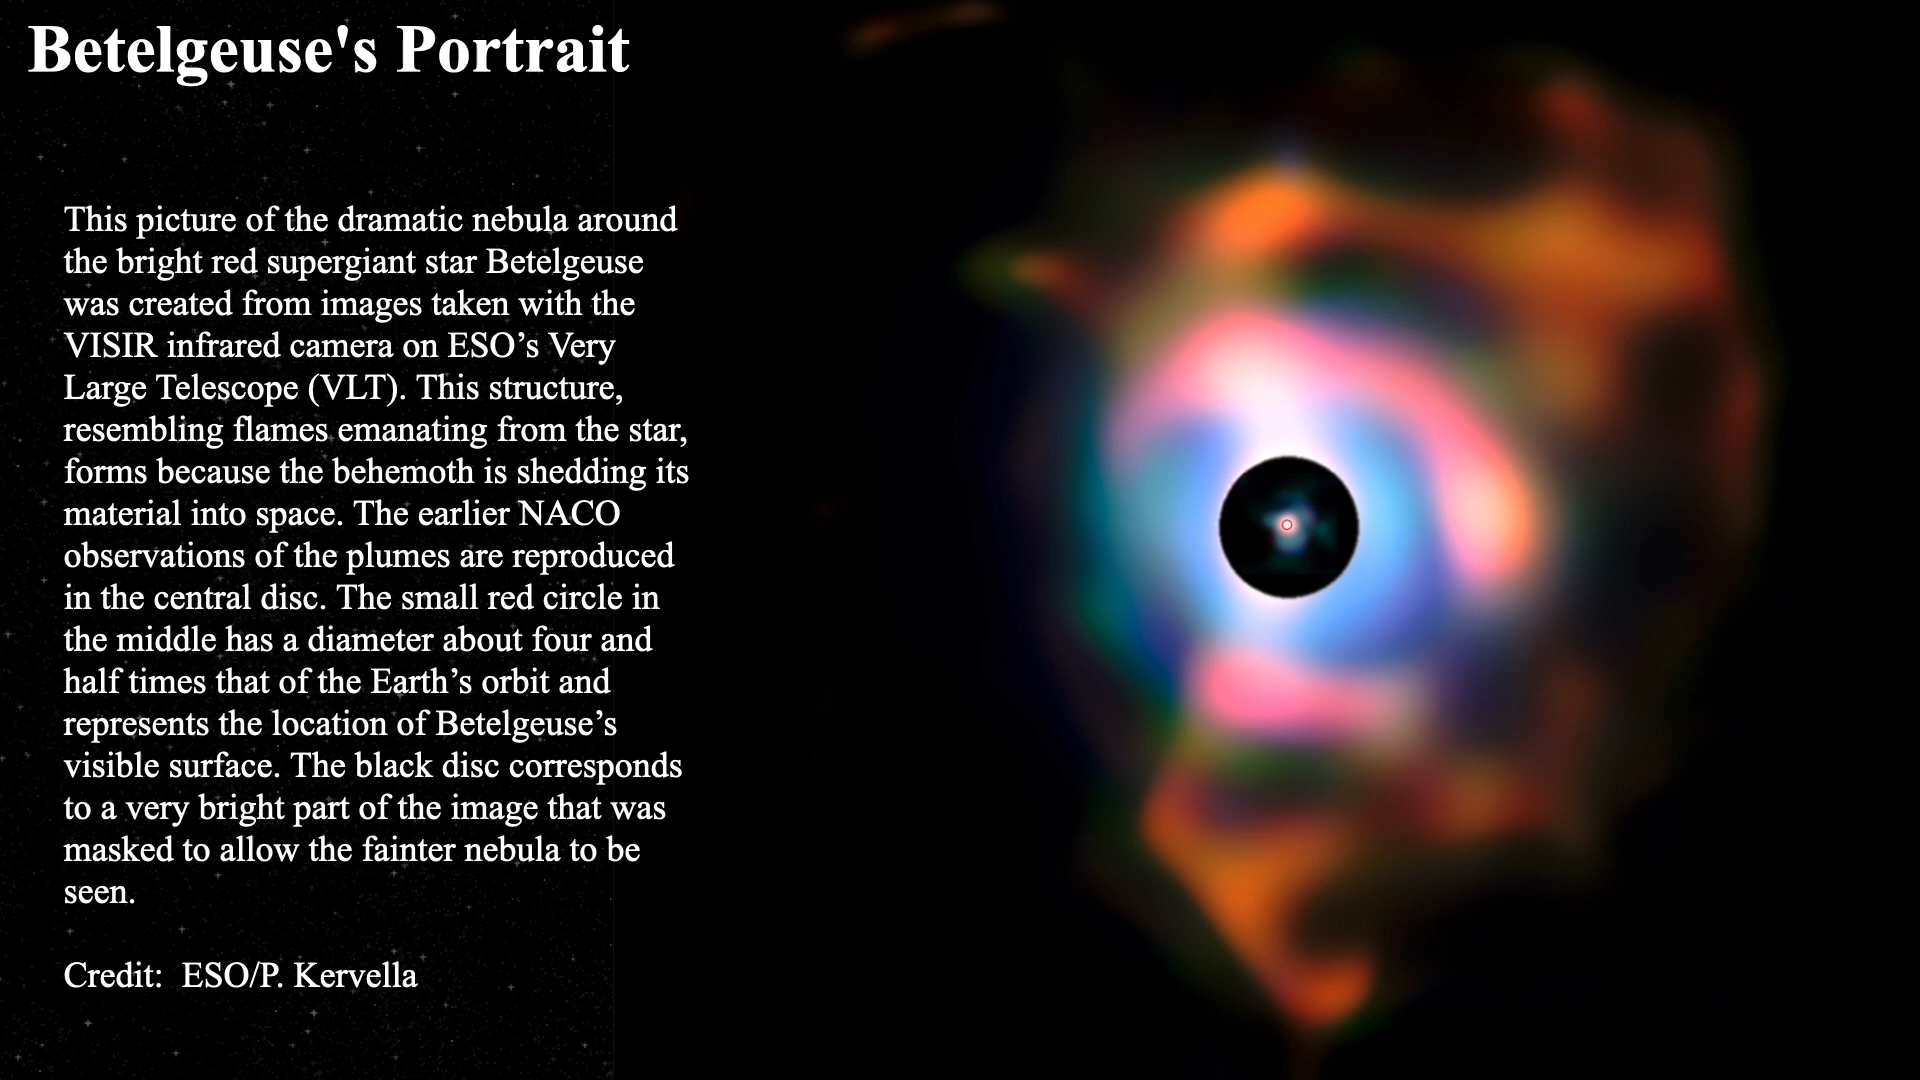 Betelgeuse's Portrait
This picture of the dramatic nebula around
the bright red supergiant star Betelgeuse
was created from images taken with the
VISIR infrared camera on ESO’s Very
Large Telescope (VLT). This structure,
resembling flames emanating from the star,
forms because the behemoth is shedding its
material into space. The earlier NACO
observations of the plumes are reproduced
in the central disc. The small red circle in
the middle has a diameter about four and
half times that of the Earth’s orbit and
represents the location of Betelgeuse’s
visible surface. The black disc corresponds
to a very bright part of the image that was
masked to allow the fainter nebula to be
seen.
Credit:  ESO/P. Kervella